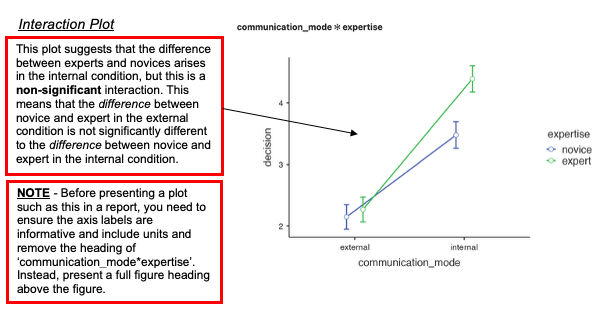 Interaction Plot
This plot suggests that the difference
between experts and novices arises
in the internal condition, but this is a
non-significant interaction. This
means that the difference between
novice and expert in the external
condition is not significantly different
to the difference between novice and
expert in the internal condition.
NOTE - Before presenting a plot
such as this in a report, you need to
ensure the axis labels are
informative and include units and
remove the heading of
‘communication_mode*expertise’.
Instead, present a full figure heading
above the figure.
communication_mode ✻ expertise
decision
4
3
2
external internal
communication_mode
expertise
novice
expert